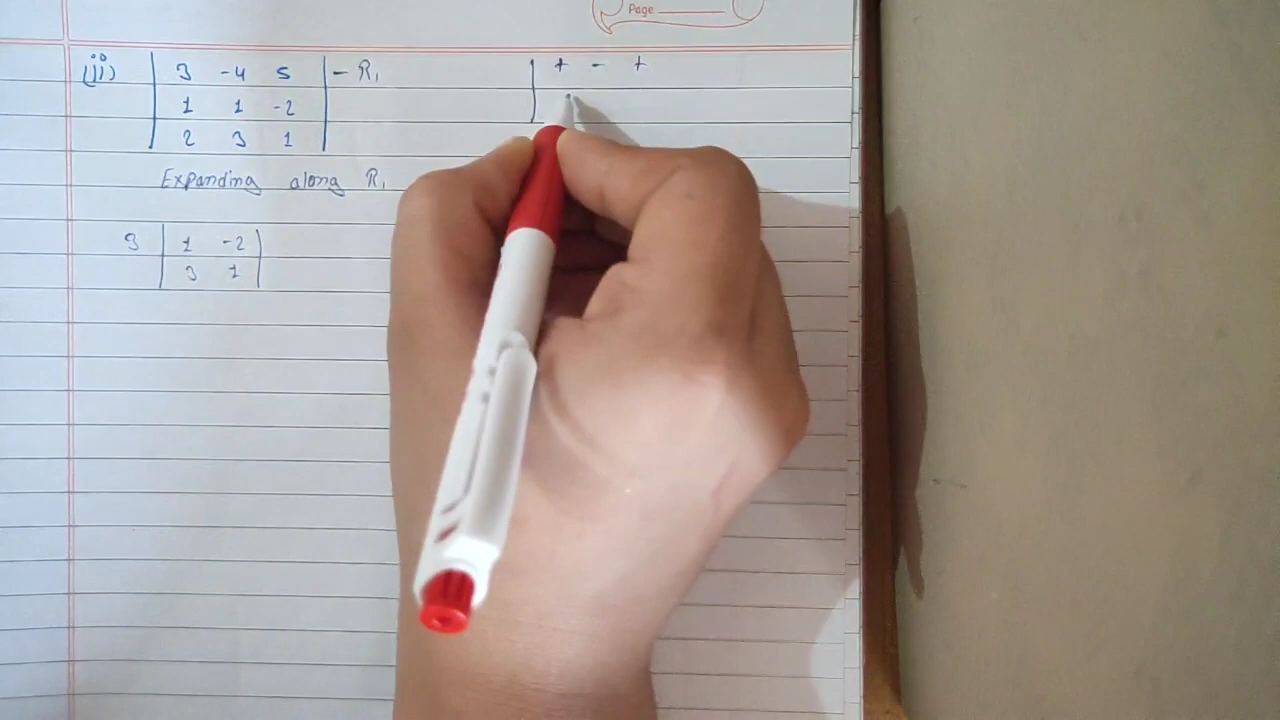 Page
(ii) | 3 -4 5 | - R₁
| 1 1 -2 |
| 2 3 1 |
| + - +
Expanding along R₁
3 | 1 -2 |
| 3 1 |